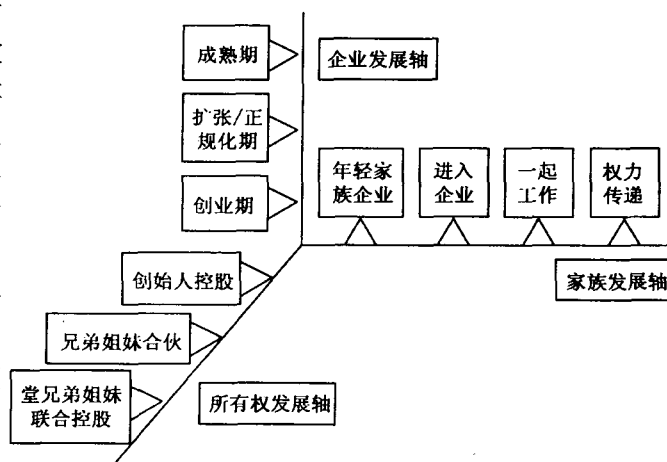 成熟期
企业发展轴
扩张/正
规化期
年轻家
族企业
进入
企业
一起
工作
权力
传递
创业期
创始人控股
家族发展轴
兄弟姐妹合伙
堂兄弟姐妹
联合控股
所有权发展轴